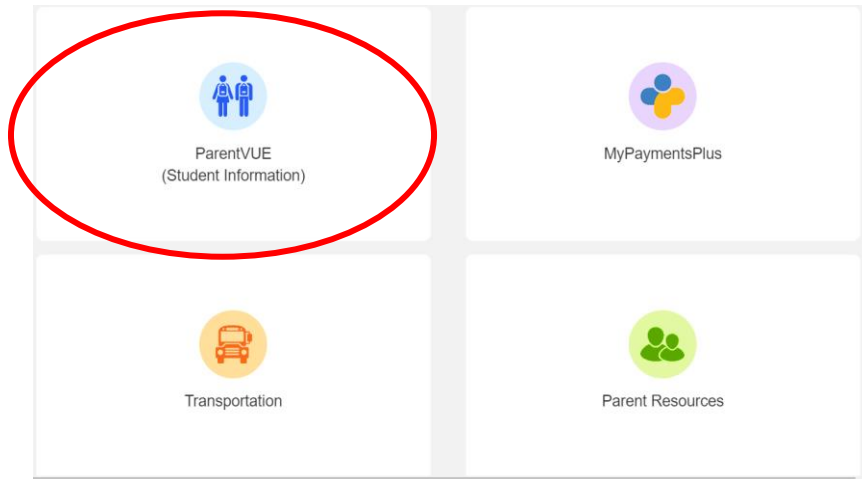 ParentVUE
(Student Information)
MyPaymentsPlus
Transportation
Parent Resources